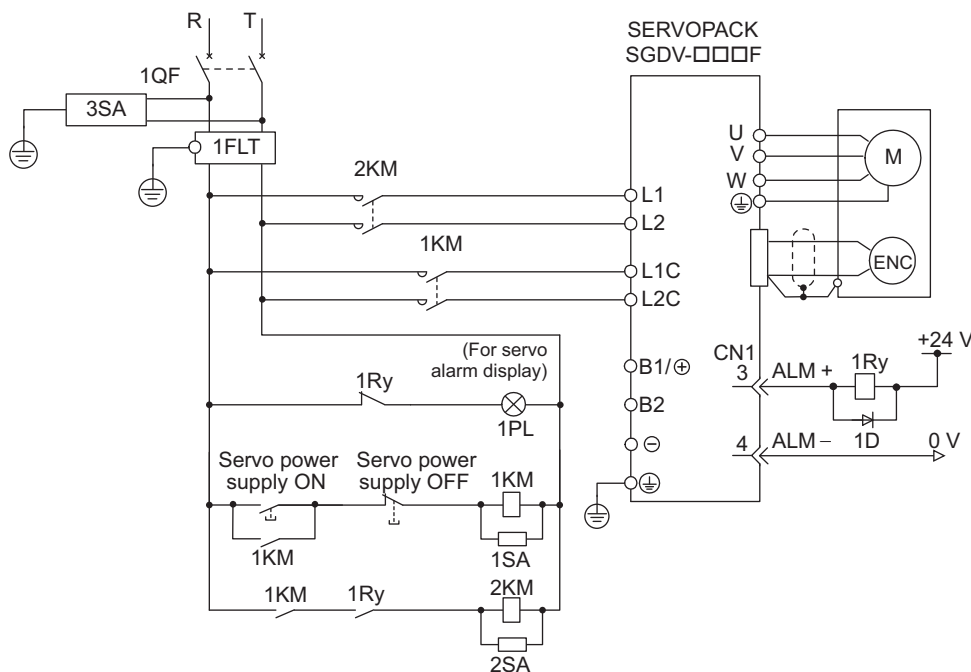 R T
SERVOPACK
SGDV-□□□F
1QF
3SA
1FLT
U
V
W
M
2KM
L1
L2
1KM
L1C
L2C
ENC
(For servo
alarm display)
1Ry
1PL
B1/⊕
B2
⊖
CN1
3
ALM +
1Ry
+24 V
1D
4
ALM −
0 V
Servo power
supply ON
Servo power
supply OFF
1KM
1KM
1SA
1KM
1Ry
2KM
2SA